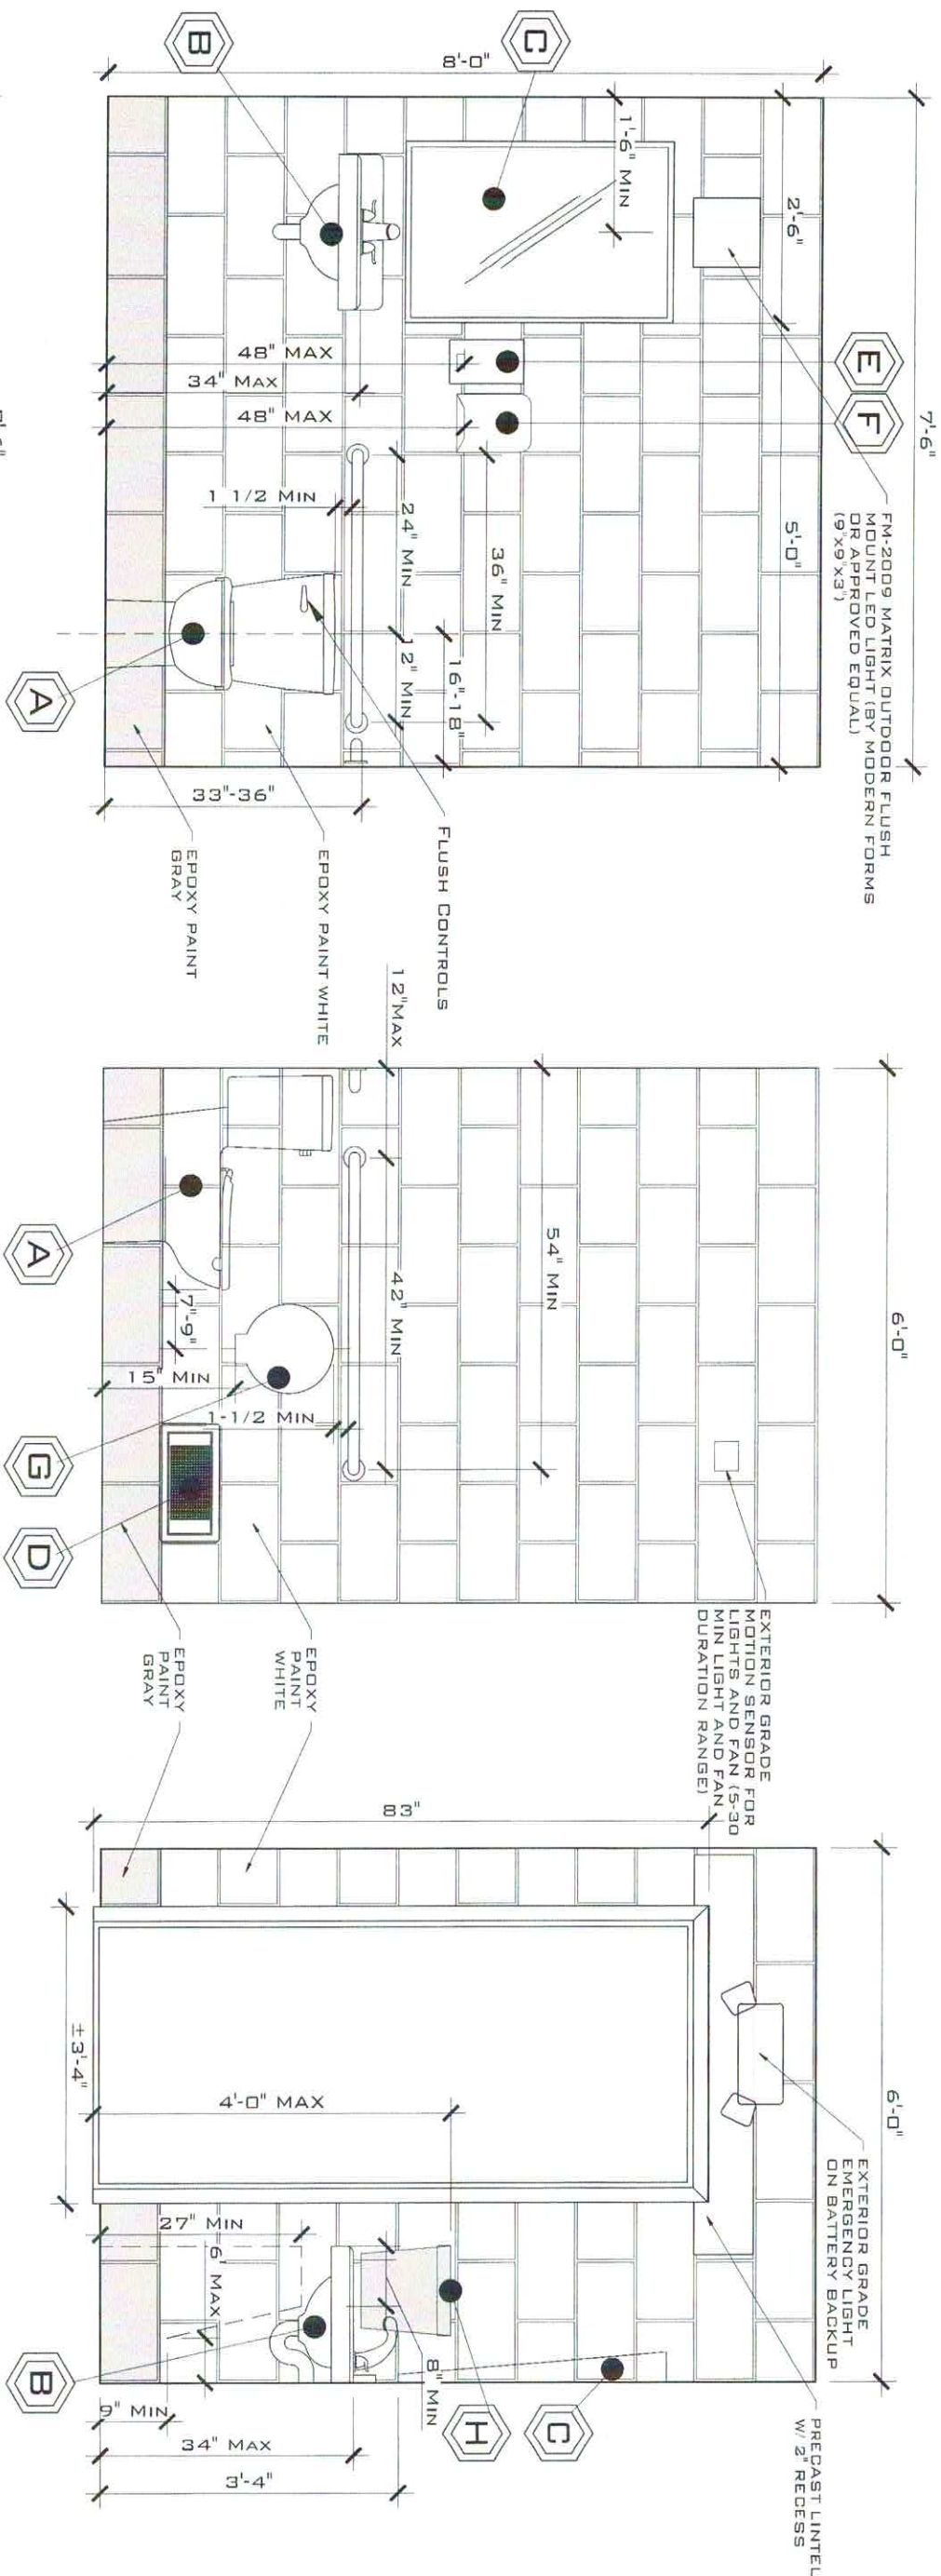 7'-6"
2'-6"
5'-0"
8'-0"
1'-6" MIN
C
B
E
F
FM-2009 MATRIX OUTDOOR FLUSH
MOUNT LED LIGHT (BY MODERN FORMS
OR APPROVED EQUAL)
(9"x9"x3")
48" MAX
34" MAX
48" MAX
36" MIN
24" MIN
12" MIN
16"-18"
1 1/2 MIN
33"-36"
A
FLUSH CONTROLS
EPOXY PAINT WHITE
EPOXY PAINT
GRAY
6'-0"
12"MAX
54" MIN
42" MIN
7"-9"
15" MIN
1-1/2 MIN
A
G
D
EXTERIOR GRADE
MOTION SENSOR FOR
LIGHTS AND FAN (5-30
MIN LIGHT AND FAN
DURATION RANGE)
EPOXY
PAINT
WHITE
EPOXY
PAINT
GRAY
6'-0"
83"
±3'-4"
4'-0" MAX
EXTERIOR GRADE
EMERGENCY LIGHT
ON BATTERY BACKUP
PRECAST LINTEL
W/ 2" RECESS
27" MIN
6' MAX
8" MIN
9" MIN
34" MAX
3'-4"
B
H
C